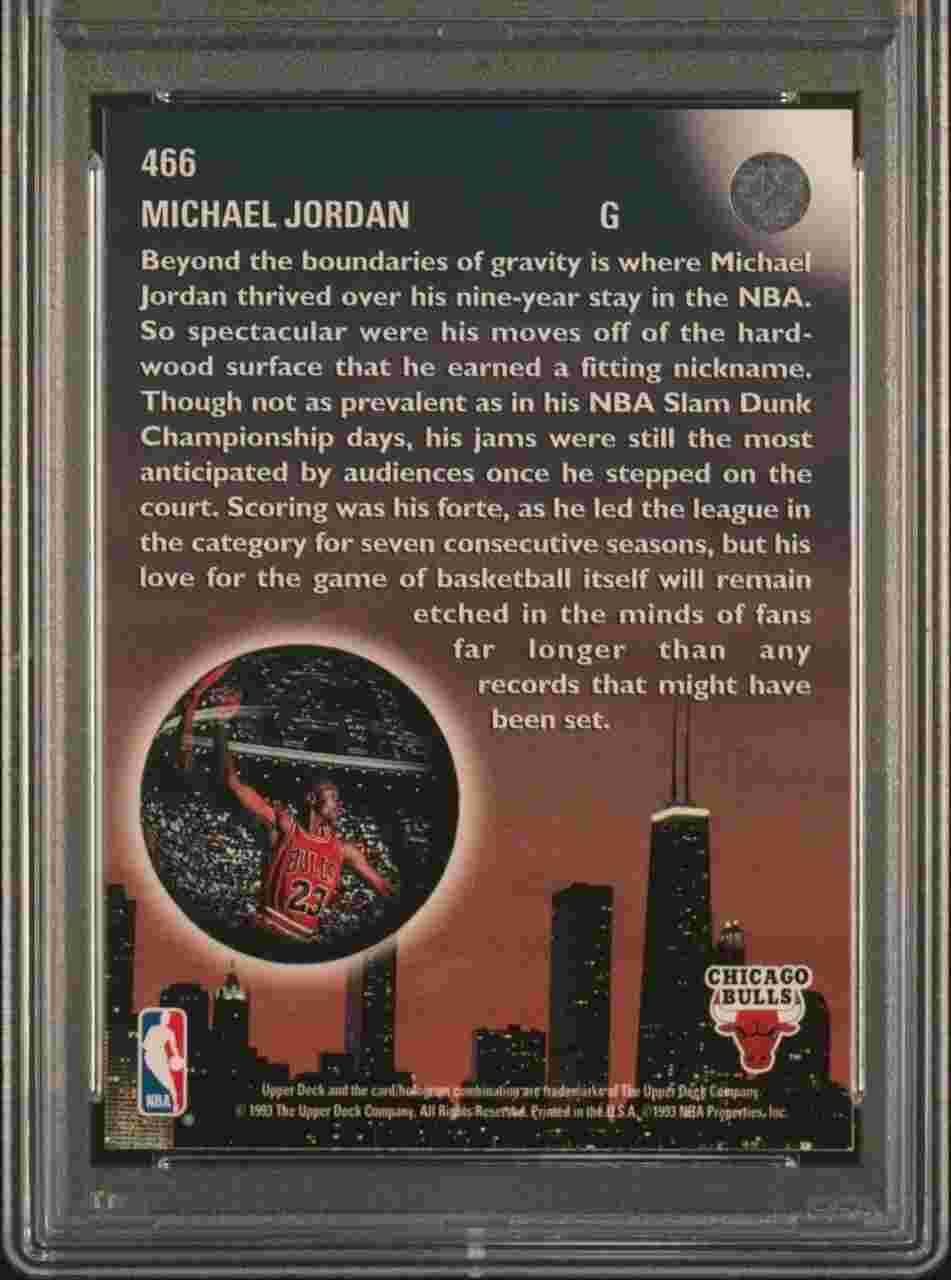 466
MICHAEL JORDAN G
Beyond the boundaries of gravity is where Michael
Jordan thrived over his nine-year stay in the NBA.
So spectacular were his moves off of the hard-
wood surface that he earned a fitting nickname.
Though not as prevalent as in his NBA Slam Dunk
Championship days, his jams were still the most
anticipated by audiences once he stepped on the
court. Scoring was his forte, as he led the league in
the category for seven consecutive seasons, but his
love for the game of basketball itself will remain
etched in the minds of fans
far longer than any
records that might have
been set.
BULLS
23
CHICAGO
BULLS
TM
NBA
®
Upper Deck and the card/hologram combination are trademarks of The Upper Deck Company
© 1993 The Upper Deck Company. All Rights Reserved. Printed in the U.S.A. ©1993 NBA Properties, Inc.